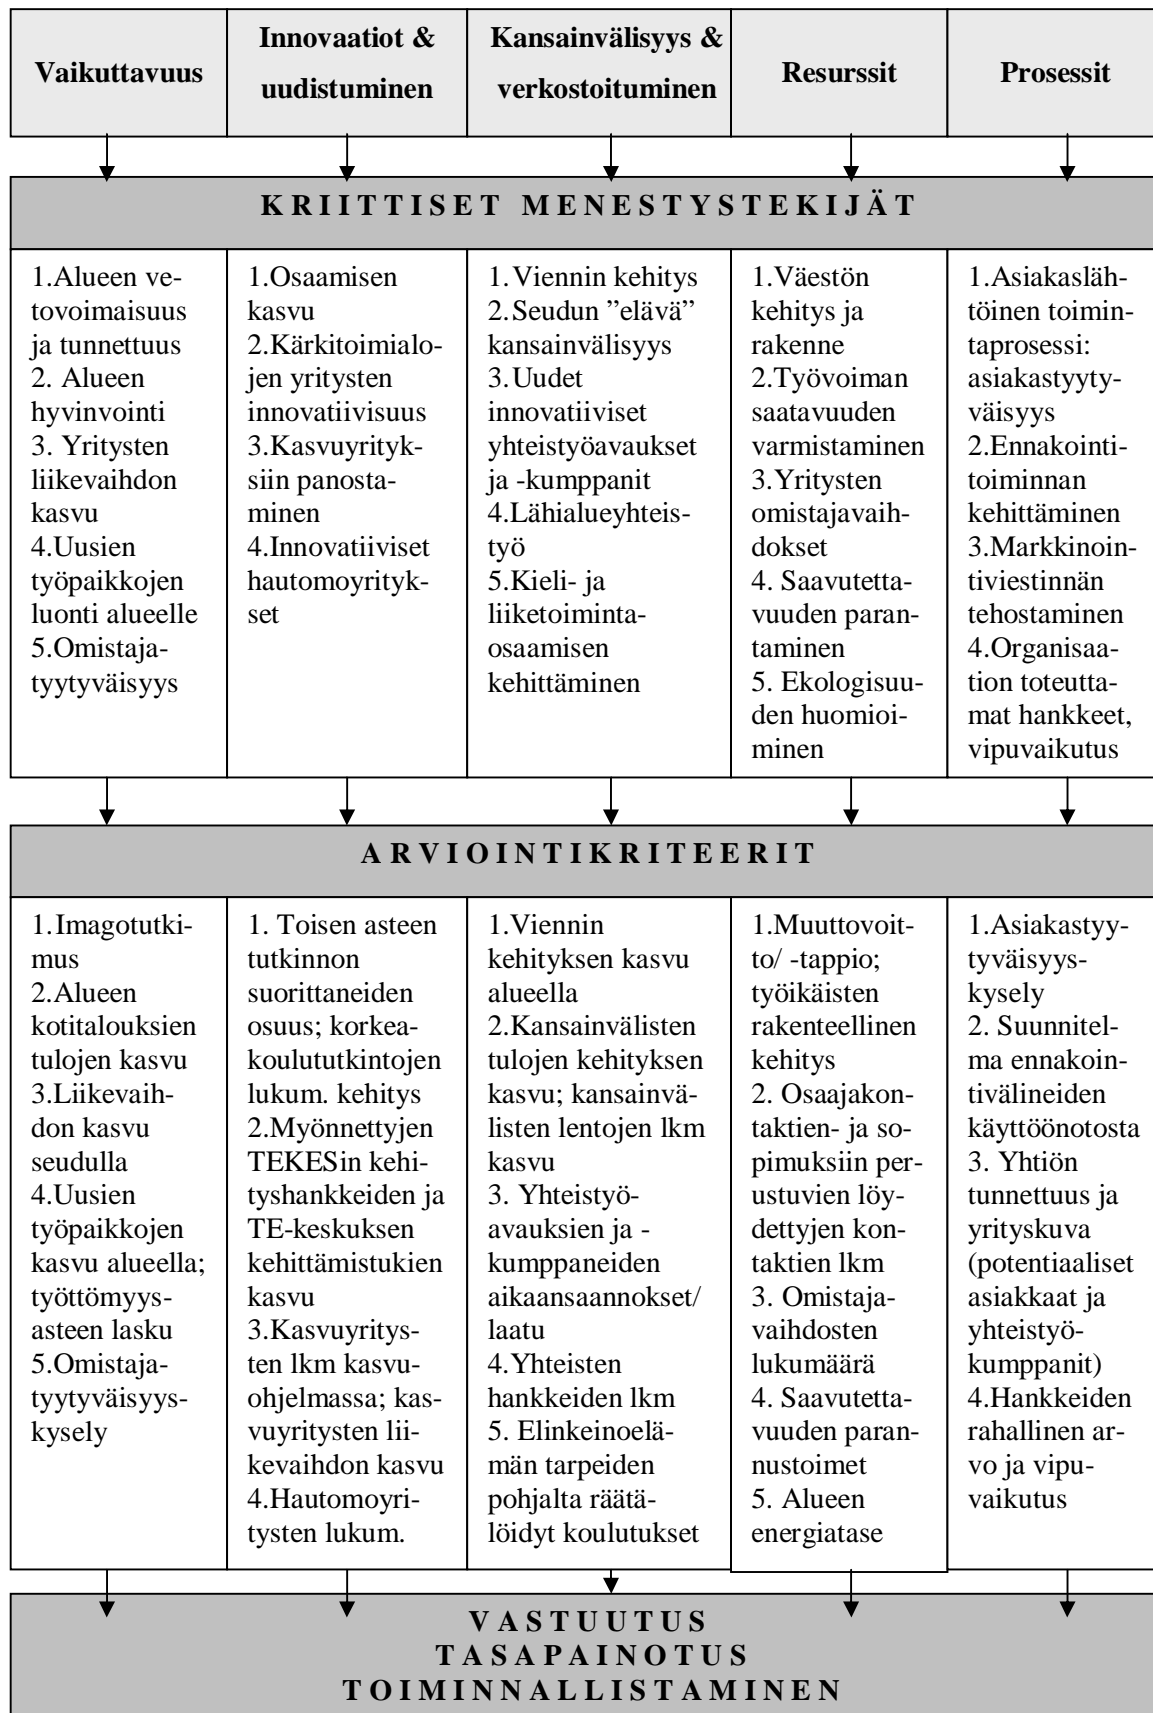 Vaikuttavuus
Innovaatiot &
uudistuminen
Kansainvälisyys &
verkostoituminen
Resurssit
Prosessit
KRIITTISET MENESTYSTEKIJÄT
1.Alueen ve-
tovoimaisuus
ja tunnettuus
2. Alueen
hyvinvointi
3. Yritysten
liikevaihdon
kasvu
4.Uusien
työpaikkojen
luonti alueelle
5.Omistaja-
tyytyväisyys
1.Osaamisen
kasvu
2.Kärkitoimialo-
jen yritysten
innovatiivisuus
3.Kasvuyrityk-
siin panosta-
minen
4.Innovatiiviset
hautomoyrityk-
set
1.Viennin kehitys
2.Seudun ”elävä”
kansainvälisyys
3.Uudet
innovatiiviset
yhteistyöavaukset
ja -kumppanit
4.Lähialueyhteis-
työ
5.Kieli- ja
liiketoiminta-
osaamisen
kehittäminen
1.Väestön
kehitys ja
rakenne
2.Työvoiman
saatavuuden
varmistaminen
3.Yritysten
omistajavaih-
dokset
4. Saavutetta-
vuuden paran-
taminen
5. Ekologisuu-
den huomioi-
minen
1.Asiakasläh-
töinen toimin-
taprosessi:
asiakastyyty-
väisyys
2.Ennakointi-
toiminnan
kehittäminen
3.Markkinoin-
tiviestinnän
tehostaminen
4.Organisaa-
tion toteutta-
mat hankkeet,
vipuvaikutus
ARVIOINTIKRITEERIT
1.Imagotutki-
mus
2.Alueen
kotitalouksien
tulojen kasvu
3.Liikevaih-
don kasvu
seudulla
4.Uusien
työpaikkojen
kasvu alueella;
työttömyys-
asteen lasku
5.Omistaja-
tyytyväisyys-
kysely
1. Toisen asteen
tutkinnon
suorittaneiden
osuus; korkea-
koulututkintojen
lukum. kehitys
2.Myönnettyjen
TEKESin kehi-
tyshankkeiden ja
TE-keskuksen
kehittämistukien
kasvu
3.Kasvuyritys-
ten lkm kasvu-
ohjelmassa; kas-
vuyritysten lii-
kevaihdon kasvu
4.Hautomoyri-
tysten lukum.
1.Viennin
kehityksen kasvu
alueella
2.Kansainvälisten
tulojen kehityksen
kasvu; kansainvä-
listen lentojen lkm
kasvu
3. Yhteistyö-
avauksien ja -
kumppaneiden
aikaansaannokset/
laatu
4.Yhteisten
hankkeiden lkm
5. Elinkeinoelä-
män tarpeiden
pohjalta räätä-
löidyt koulutukset
1.Muuttovoit-
to/ -tappio;
työikäisten
rakenteellinen
kehitys
2. Osaajakon-
taktien- ja so-
pimuksiin per-
ustuvien löy-
dettyjen kon-
taktien lkm
3. Omistaja-
vaihdosten
lukumäärä
4. Saavutetta-
vuuden paran-
nustoimet
5. Alueen
energiatase
1.Asiakastyy-
tyväisyys-
kysely
2. Suunnitel-
ma ennakoin-
tivälineiden
käyttöönotosta
3. Yhtiön
tunnettuus ja
yrityskuva
(potentiaaliset
asiakkaat ja
yhteistyö-
kumppanit)
4.Hankkeiden
rahallinen ar-
vo ja vipu-
vaikutus
VASTUUTUS
TASAPAINOTUS
TOIMINNALLISTAMINEN